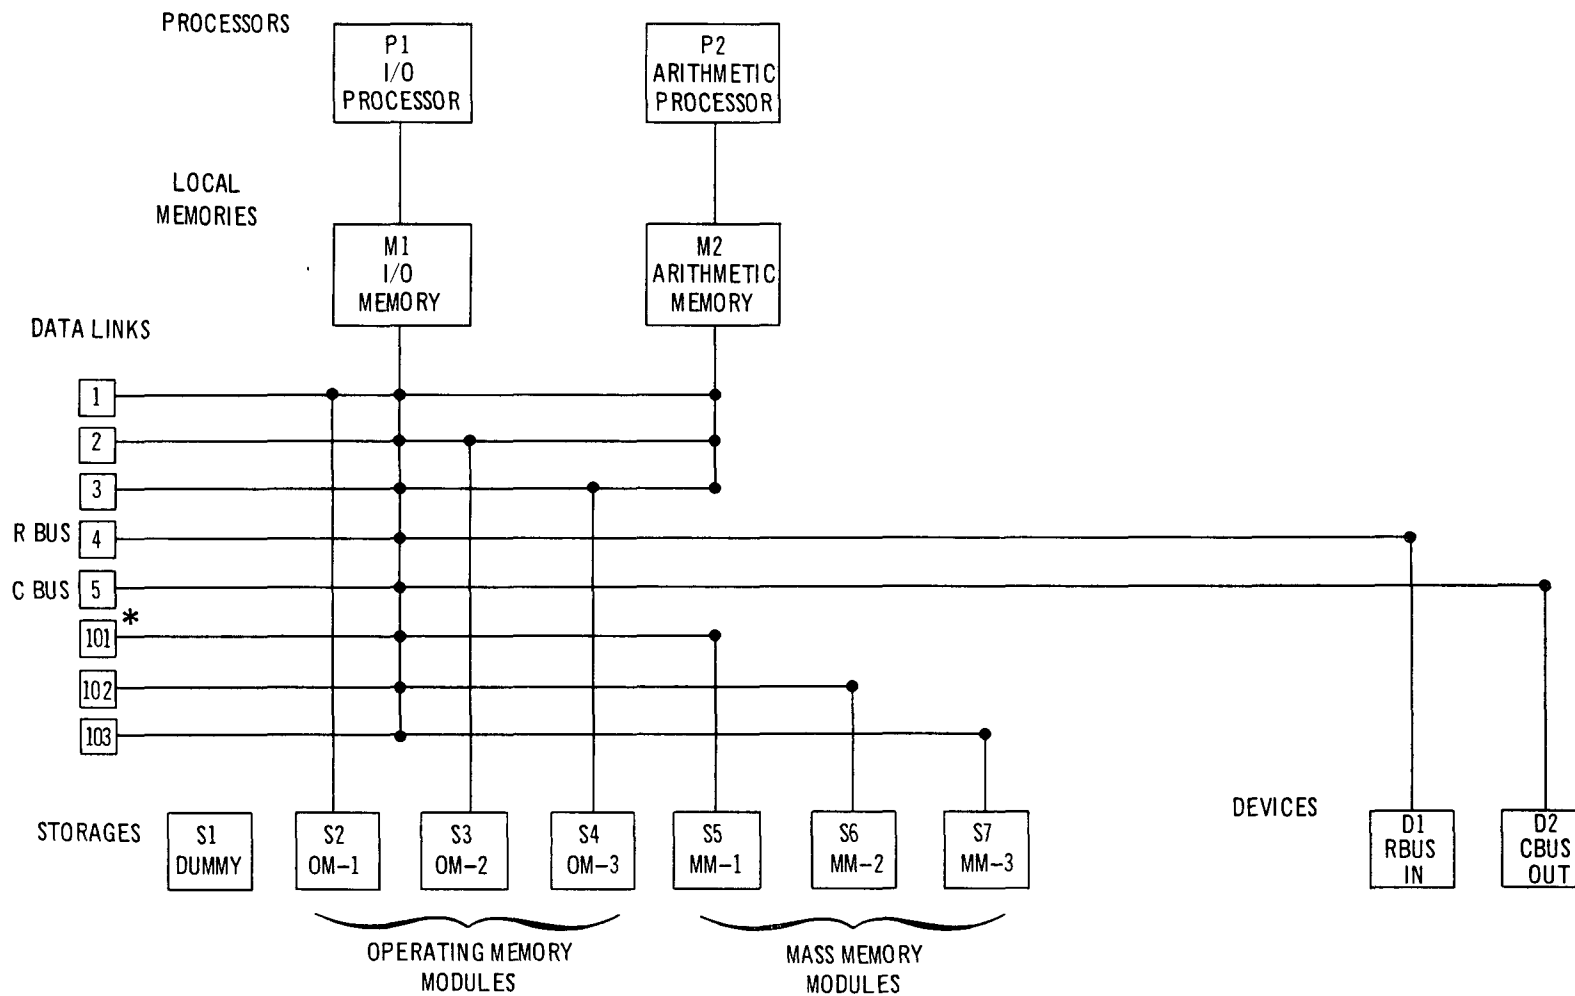 PROCESSORS
P1
I/O
PROCESSOR
P2
ARITHMETIC
PROCESSOR
LOCAL
MEMORIES
M1
I/O
MEMORY
M2
ARITHMETIC
MEMORY
DATA LINKS
1
2
3
R BUS 4
C BUS 5
*
101
102
103
STORAGES
S1
DUMMY
S2
OM-1
S3
OM-2
S4
OM-3
S5
MM-1
S6
MM-2
S7
MM-3
DEVICES
D1
RBUS
IN
D2
CBUS
OUT
OPERATING MEMORY
MODULES
MASS MEMORY
MODULES